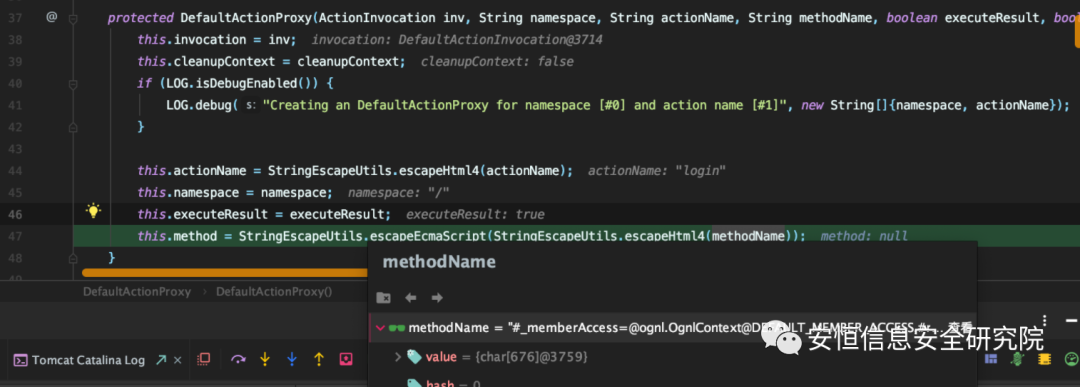 37 protected DefaultActionProxy(ActionInvocation inv, String namespace, String actionName, String methodName, boolean executeResult, boo
38 this.invocation = inv; invocation: DefaultActionInvocation@3714
39 this.cleanupContext = cleanupContext; cleanupContext: false
40 if (LOG.isDebugEnabled()) {
41 LOG.debug( s: "Creating an DefaultActionProxy for namespace [#0] and action name [#1]", new String[]{namespace, actionName});
42 }
43
44 this.actionName = StringEscapeUtils.escapeHtml4(actionName); actionName: "login"
45 this.namespace = namespace; namespace: "/"
46 this.executeResult = executeResult; executeResult: true
47 this.method = StringEscapeUtils.escapeEcmaScript(StringEscapeUtils.escapeHtml4(methodName)); method: null
48 }
methodName
DefaultActionProxy › DefaultActionProxy()
methodName = "#_memberAccess=@ognl.OgnlContext@DEFAULT_MEMBER_ACCESS,#r... 查看
Tomcat Catalina Log
value = {char[676]@3759}
hash = 0
安恒信息安全研究院